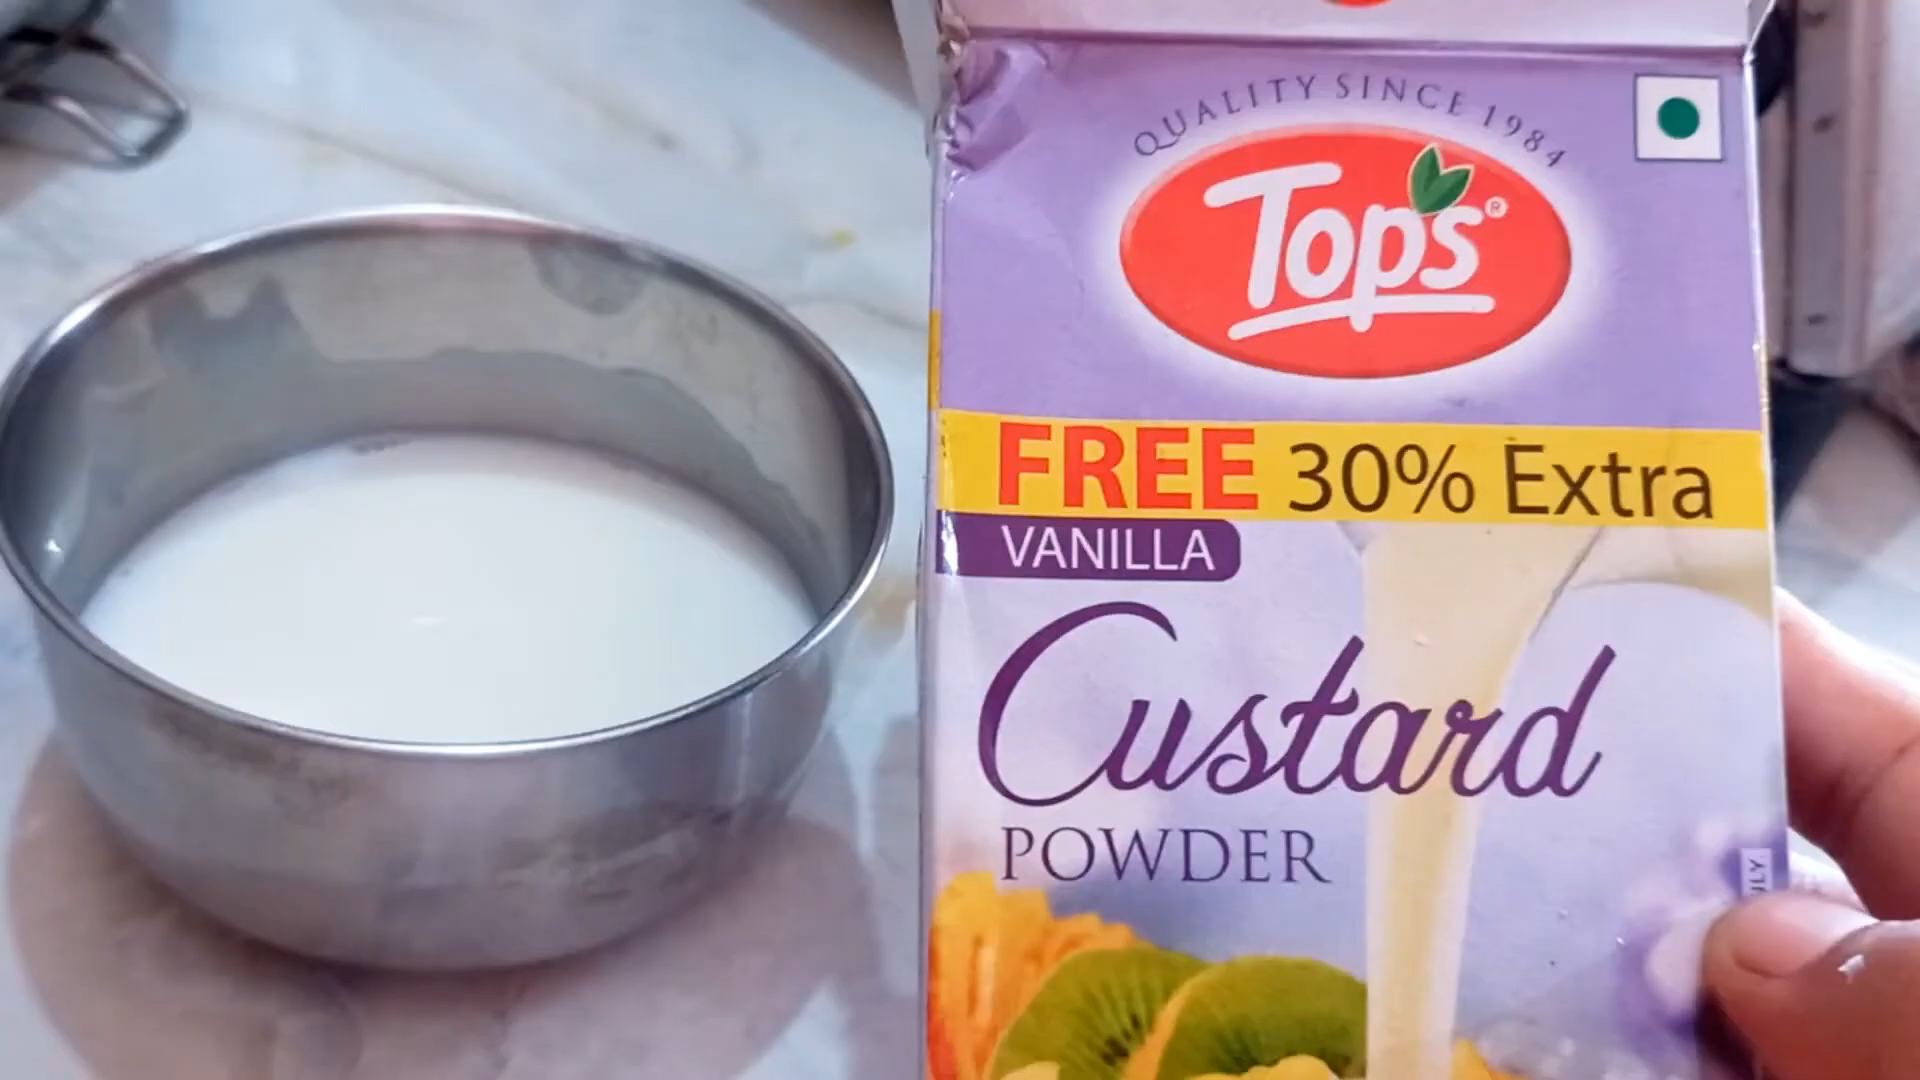 QUALITY SINCE 1984
Tops®
FREE 30% Extra
VANILLA
Custard
POWDER